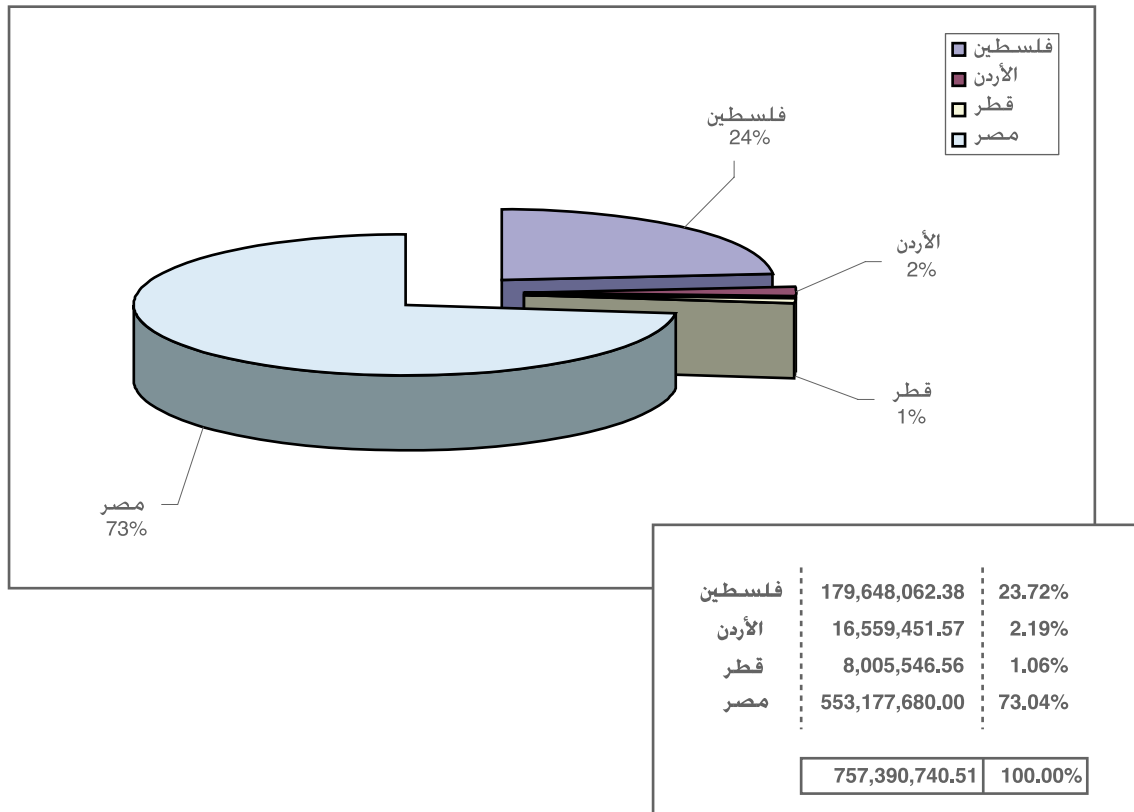 فلسطين
الأردن
قطر
مصر
فلسطين
24%
الأردن
2%
قطر
1%
مصر
73%
فلسطين 179,648,062.38 23.72%
الأردن 16,559,451.57 2.19%
قطر 8,005,546.56 1.06%
مصر 553,177,680.00 73.04%
757,390,740.51 100.00%